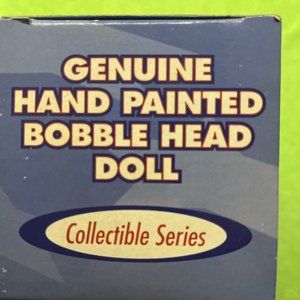 GENUINE
HAND PAINTED
BOBBLE HEAD
DOLL
Collectible Series